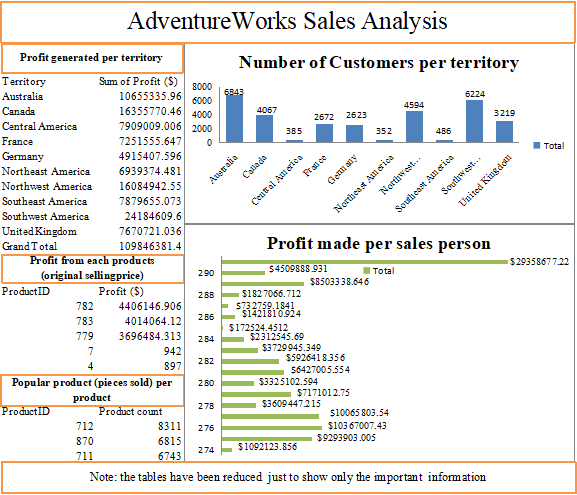 AdventureWorks Sales Analysis
Profit generated per territory
Territory Sum of Profit ($)
Australia 10655335.96
Canada 16355770.46
Central America 7909009.006
France 7251555.647
Germany 4915407.596
Northeast America 6939374.481
Northwest America 16084942.55
Southeast America 7879655.073
Southwest America 24184609.6
United Kingdom 7670721.036
Grand Total 109846381.4
Profit from each products
(original sellingprice)
ProductID Profit ($)
782 4406146.906
783 4014064.12
779 3696484.313
7 942
4 897
Popular product (pieces sold) per
product
ProductID Product count
712 8311
870 6815
711 6743
Number of Customers per territory
8000
6000
4000
2000
0
6843
4067
385
2672
2623
352
4594
486
6224
3219
Australia
Canada
Central America
France
Germany
Northeast America
Northwest...
Southeast America
Southwest...
United Kingdom
Total
Profit made per sales person
$29358677.22
290 $4509888.931 Total
$8503338.646
288 $1827066.712
$732759.1841
286 $1421810.924
$172524.4512
284 $2312545.69
$3729945.349
282 $5926418.356
$6427005.554
280 $3325102.594
$7171012.75
278 $3609447.215
$10065803.54
276 $10367007.43
$9293903.005
274 $1092123.856
Note: the tables have been reduced just to show only the important information